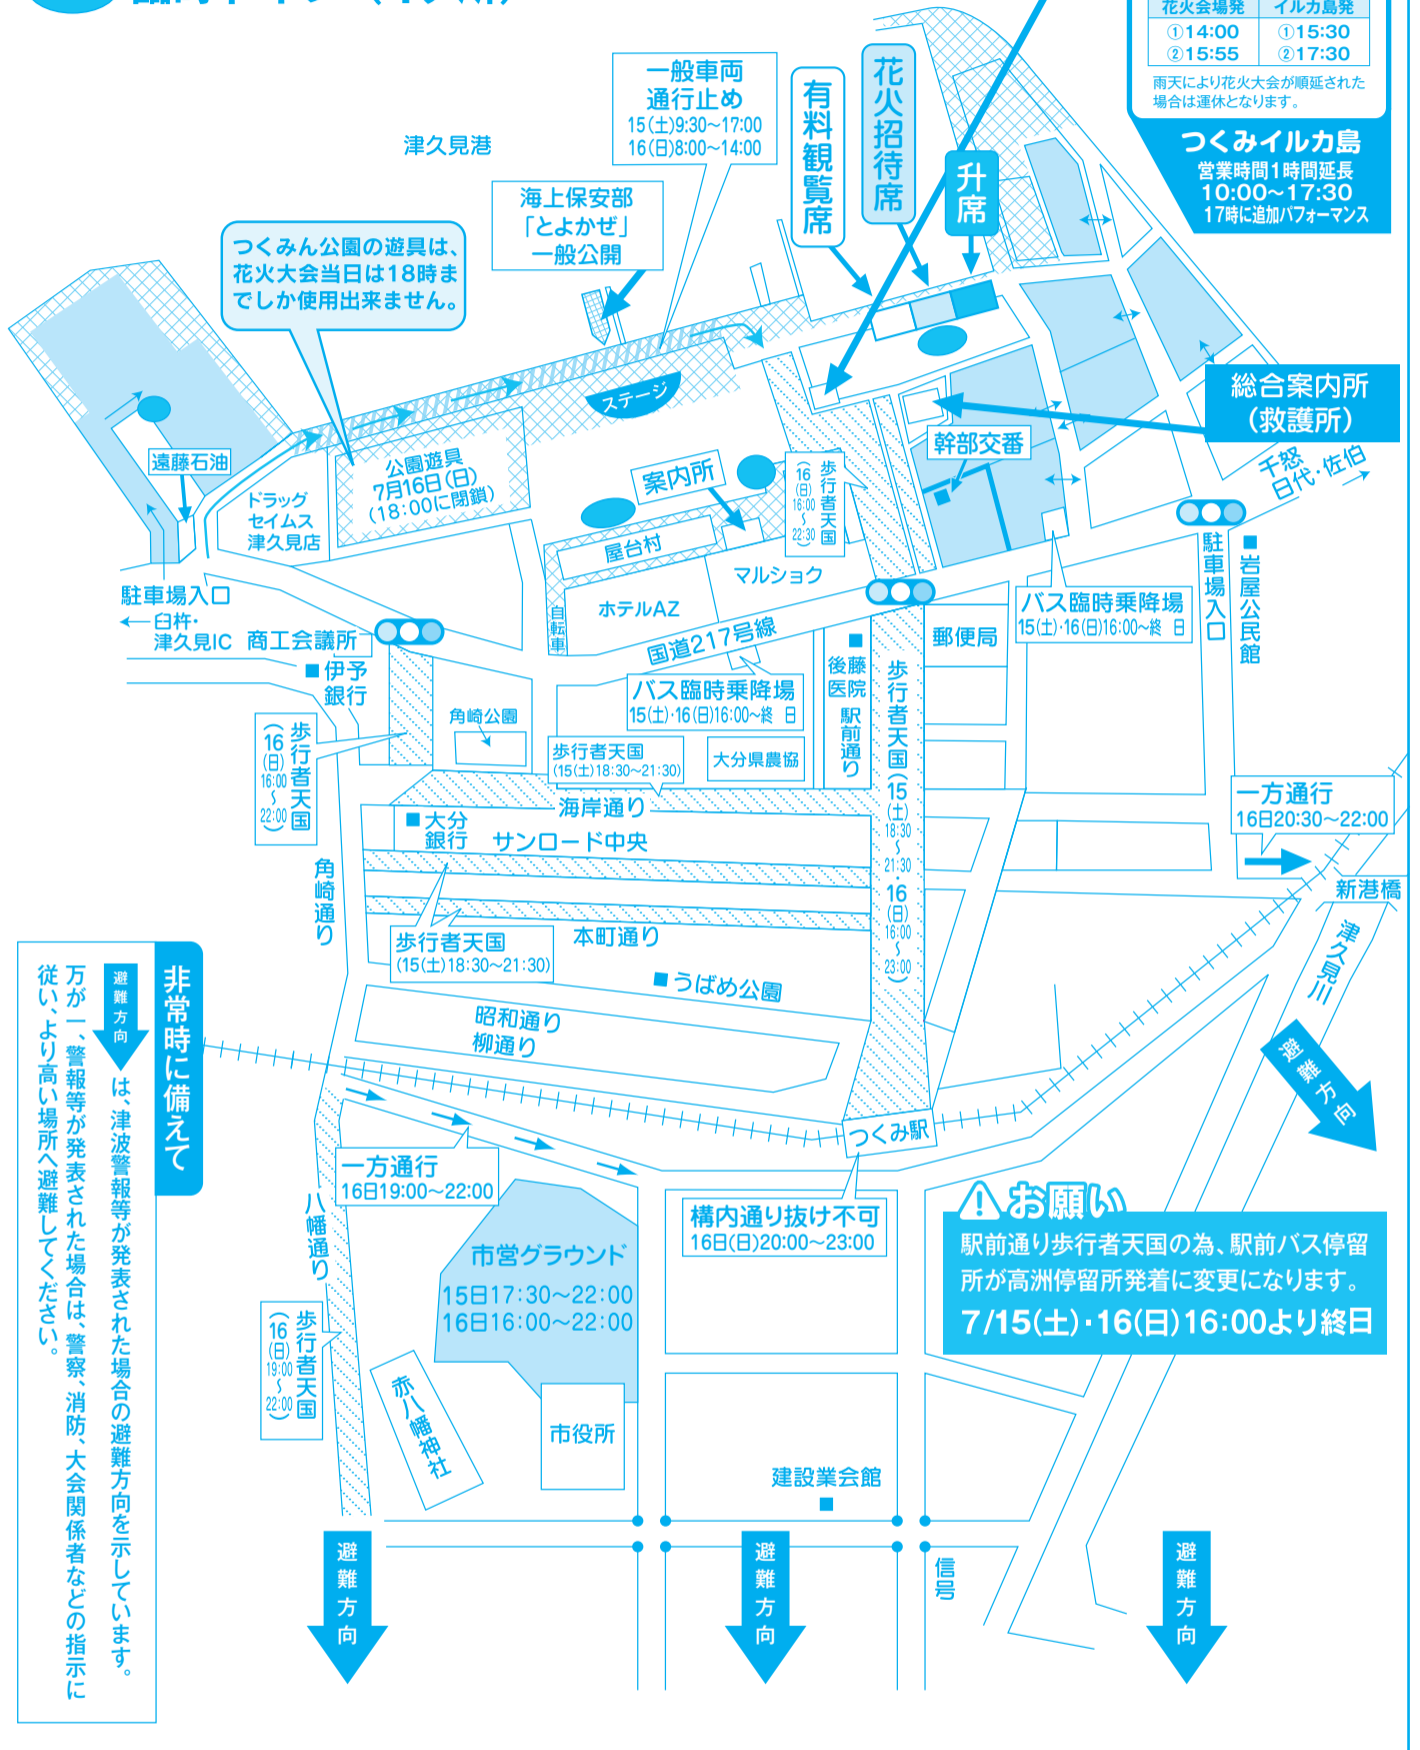 臨時トイレ
花火会場発 イルカ島発
①14:00 ①15:30
②15:55 ②17:30
雨天により花火大会が順延された
場合は運休となります。
つくみイルカ島
営業時間1時間延長
10:00～17:30
17時に追加パフォーマンス
一般車両
通行止め
15(土)9:30～17:00
16(日)8:00～14:00
有料観覧席
花火招待席
升席
津久見港
海上保安部
「とよかぜ」
一般公開
つくみん公園の遊具は、
花火大会当日は18時ま
でしか使用出来ません。
ステージ
総合案内所
(救護所)
幹部交番
千怒
日代・佐伯
遠藤石油
ドラッグ
セイムス
津久見店
公園遊具
7月16日(日)
(18:00に閉鎖)
案内所
歩行者天国
(16(日)16:00～22:30)
屋台村
マルショク
ホテルAZ
自転車
国道217号線
駐車場入口
臼杵・
津久見IC
商工会議所
伊予
銀行
バス臨時乗降場
15(土)・16(日)16:00～終 日
後藤
医院
駅前通り
郵便局
バス臨時乗降場
15(土)・16(日)16:00～終 日
駐車場入口
岩屋公民館
歩行者天国
(16(日)16:00～22:00)
角崎公園
歩行者天国
(15(土)18:30～21:30)
大分県農協
歩行者天国(15(土)18:30～21:30・16(日)16:00～23:00)
海岸通り
大分
銀行
サンロード中央
一方通行
16日20:30～22:00
新港橋
津久見川
角崎通り
歩行者天国
(15(土)18:30～21:30)
本町通り
うばめ公園
昭和通り
柳通り
つくみ駅
避難方向
非常時に備えて
避難方向
は、津波警報等が発表された場合の避難方向を示しています。
万が一、警報等が発表された場合は、警察、消防、大会関係者などの指示に
従い、より高い場所へ避難してください。
一方通行
16日19:00～22:00
八幡通り
構内通り抜け不可
16日(日)20:00～23:00
お願い
駅前通り歩行者天国の為、駅前バス停留
所が高洲停留所発着に変更になります。
7/15(土)・16(日)16:00より終日
市営グラウンド
15日17:30～22:00
16日16:00～22:00
歩行者天国
(16(日)19:00～22:00)
赤八幡神社
市役所
建設業会館
信号
避難方向
避難方向
避難方向